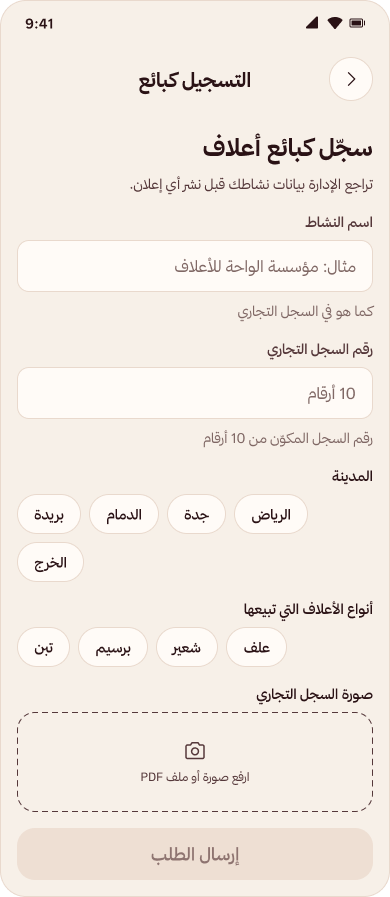 9:41
التسجيل كبائع
سجّل كبائع أعلاف
تراجع الإدارة بيانات نشاطك قبل نشر أي إعلان.
اسم النشاط
مثال: مؤسسة الواحة للأعلاف
كما هو في السجل التجاري
رقم السجل التجاري
10 أرقام
رقم السجل المكوّن من 10 أرقام
المدينة
الرياض جدة الدمام بريدة
الخرج
أنواع الأعلاف التي تبيعها
علف شعير برسيم تبن
صورة السجل التجاري
ارفع صورة أو ملف PDF
إرسال الطلب